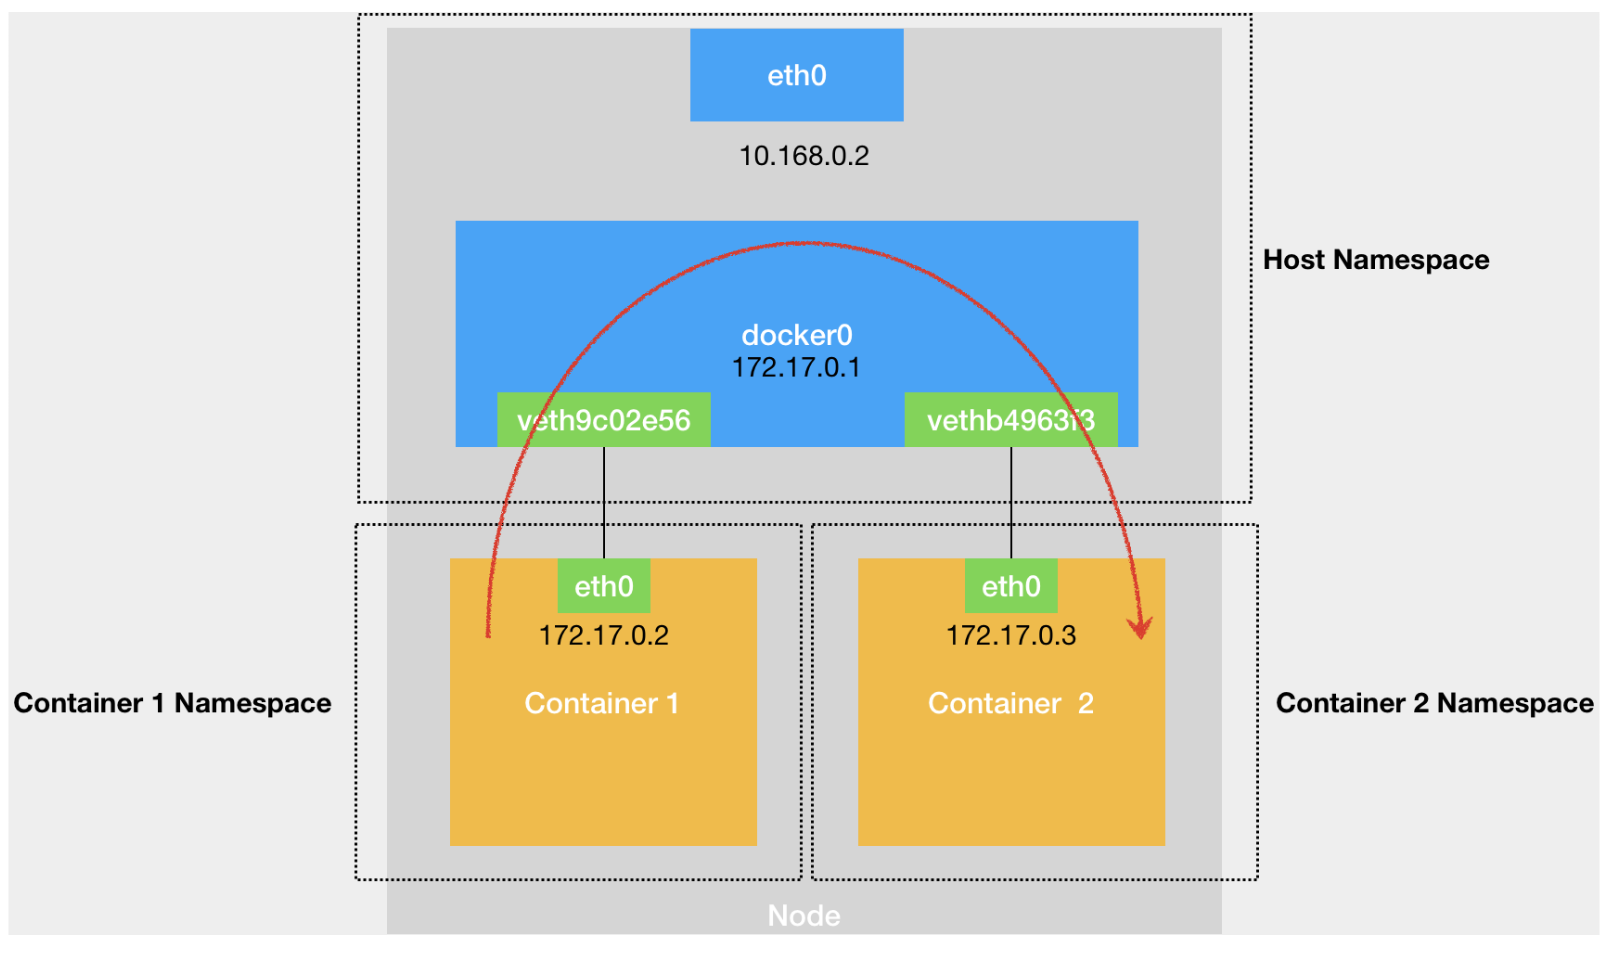 eth0
10.168.0.2
Host Namespace
docker0
172.17.0.1
veth9c02e56
vethb4963f3
eth0
eth0
172.17.0.2
172.17.0.3
Container 1 Namespace
Container 1
Container 2
Container 2 Namespace
Node